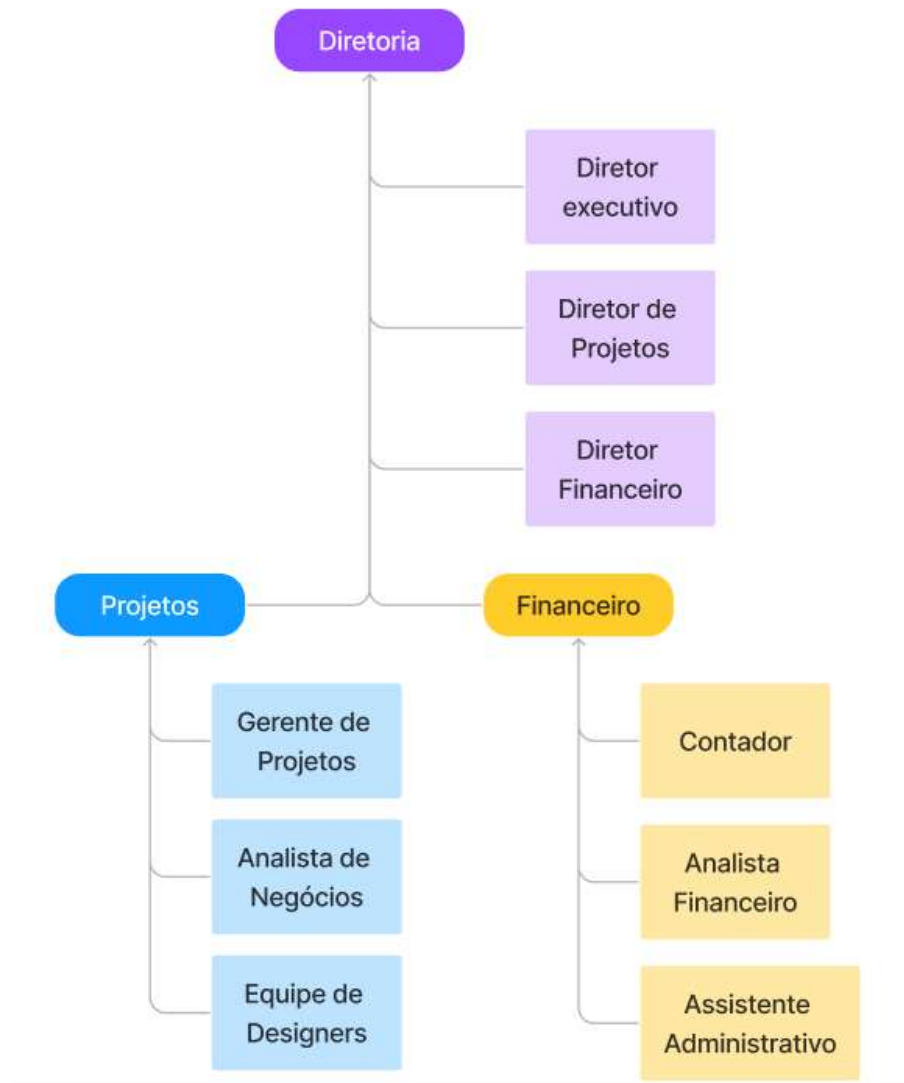 Diretoria
Diretor
executivo
Diretor de
Projetos
Diretor
Financeiro
Projetos
Financeiro
Gerente de
Projetos
Analista de
Negócios
Equipe de
Designers
Contador
Analista
Financeiro
Assistente
Administrativo